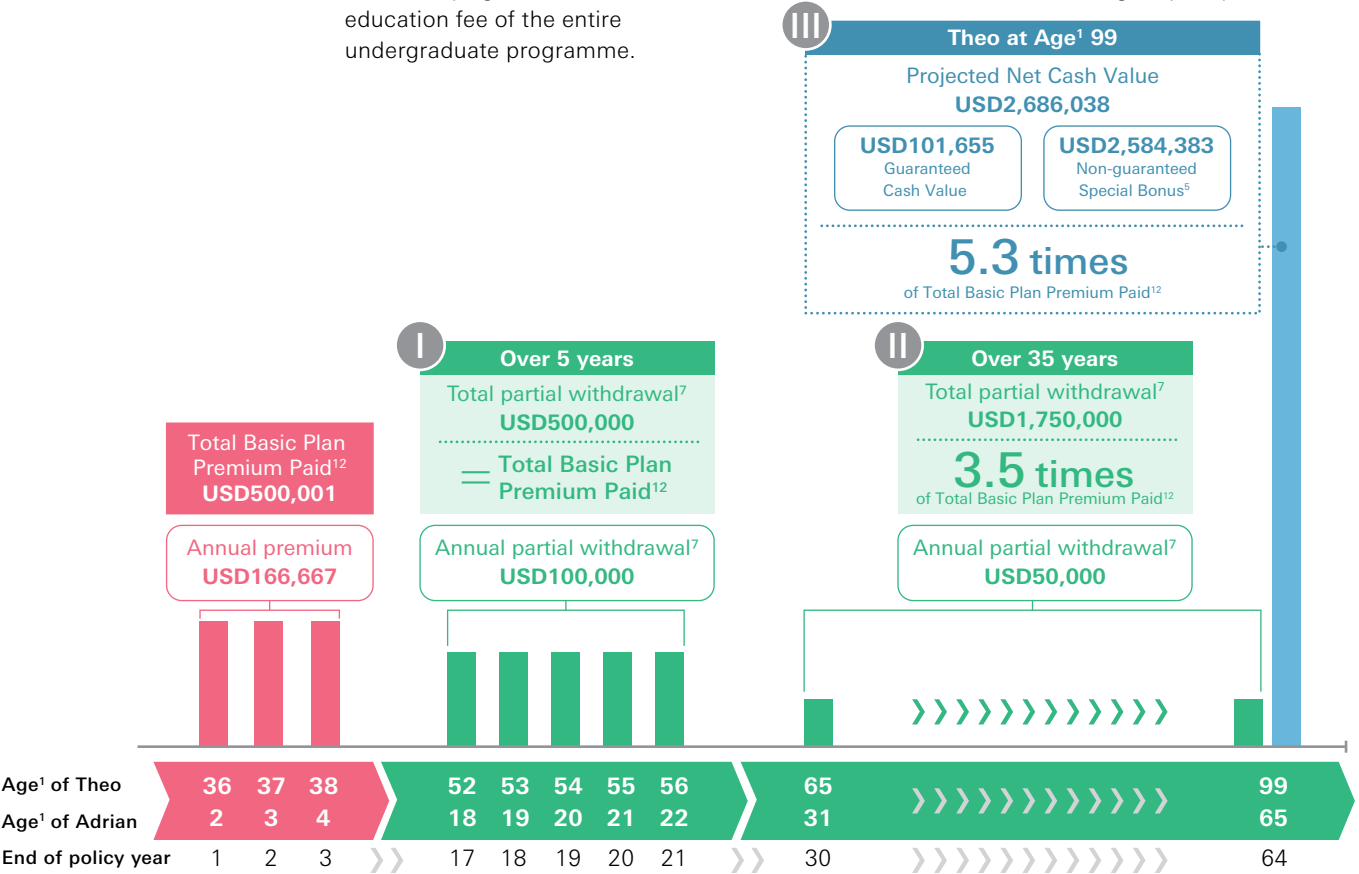 education fee of the entire
undergraduate programme.
III
Theo at Age¹ 99
Projected Net Cash Value
USD2,686,038
USD101,655
Guaranteed
Cash Value
USD2,584,383
Non-guaranteed
Special Bonus⁵
5.3 times
of Total Basic Plan Premium Paid¹²
Total Basic Plan
Premium Paid¹²
USD500,001
Annual premium
USD166,667
I
Over 5 years
Total partial withdrawal⁷
USD500,000
= Total Basic Plan
Premium Paid¹²
Annual partial withdrawal⁷
USD100,000
II
Over 35 years
Total partial withdrawal⁷
USD1,750,000
3.5 times
of Total Basic Plan Premium Paid¹²
Annual partial withdrawal⁷
USD50,000
Age¹ of Theo 36 37 38 52 53 54 55 56 65 99
Age¹ of Adrian 2 3 4 18 19 20 21 22 31 65
End of policy year 1 2 3 17 18 19 20 21 30 64